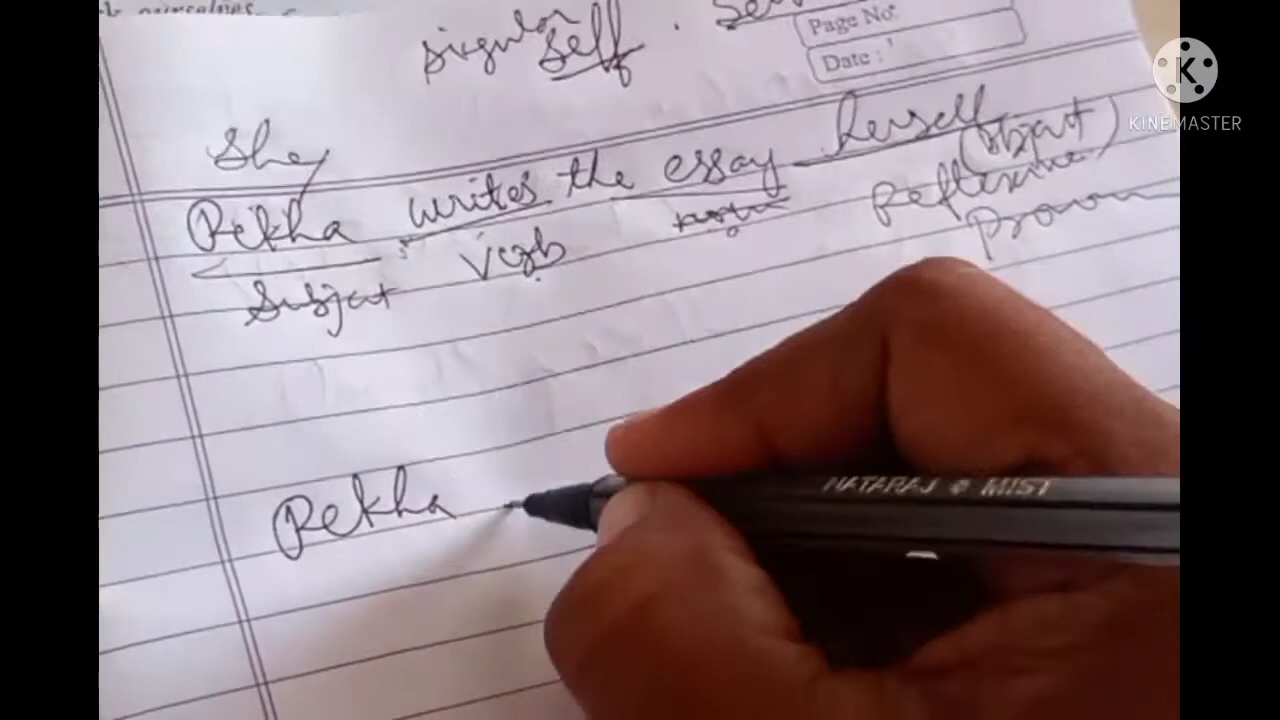 ourselves
singular
self
Page No:
Date :
She
Rekha writes the essay herself
(Object)
Subject Verb Reflexive
Pronoun
Rekha
NATARAJ MIST
K
KINEMASTER